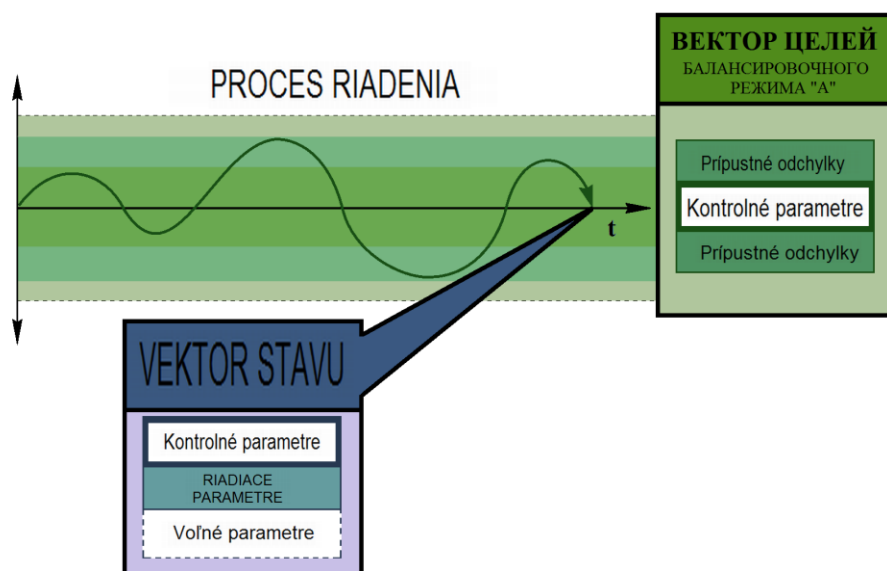 ВЕКТОР ЦЕЛЕЙ
БАЛАНСИРОВОЧНОГО
РЕЖИМА "А"
PROCES RIADENIA
Prípustné odchylky
Kontrolné parametre
Prípustné odchylky
t
VEKTOR STAVU
Kontrolné parametre
RIADIACE
PARAMETRE
Voľné parametre